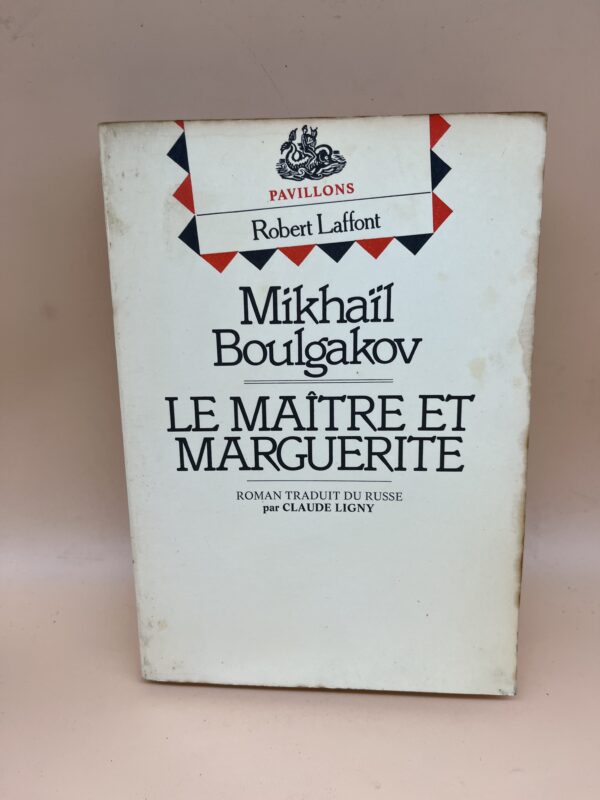 PAVILLONS
Robert Laffont
Mikhaïl
Boulgakov
LE MAÎTRE ET
MARGUERITE
ROMAN TRADUIT DU RUSSE
par CLAUDE LIGNY